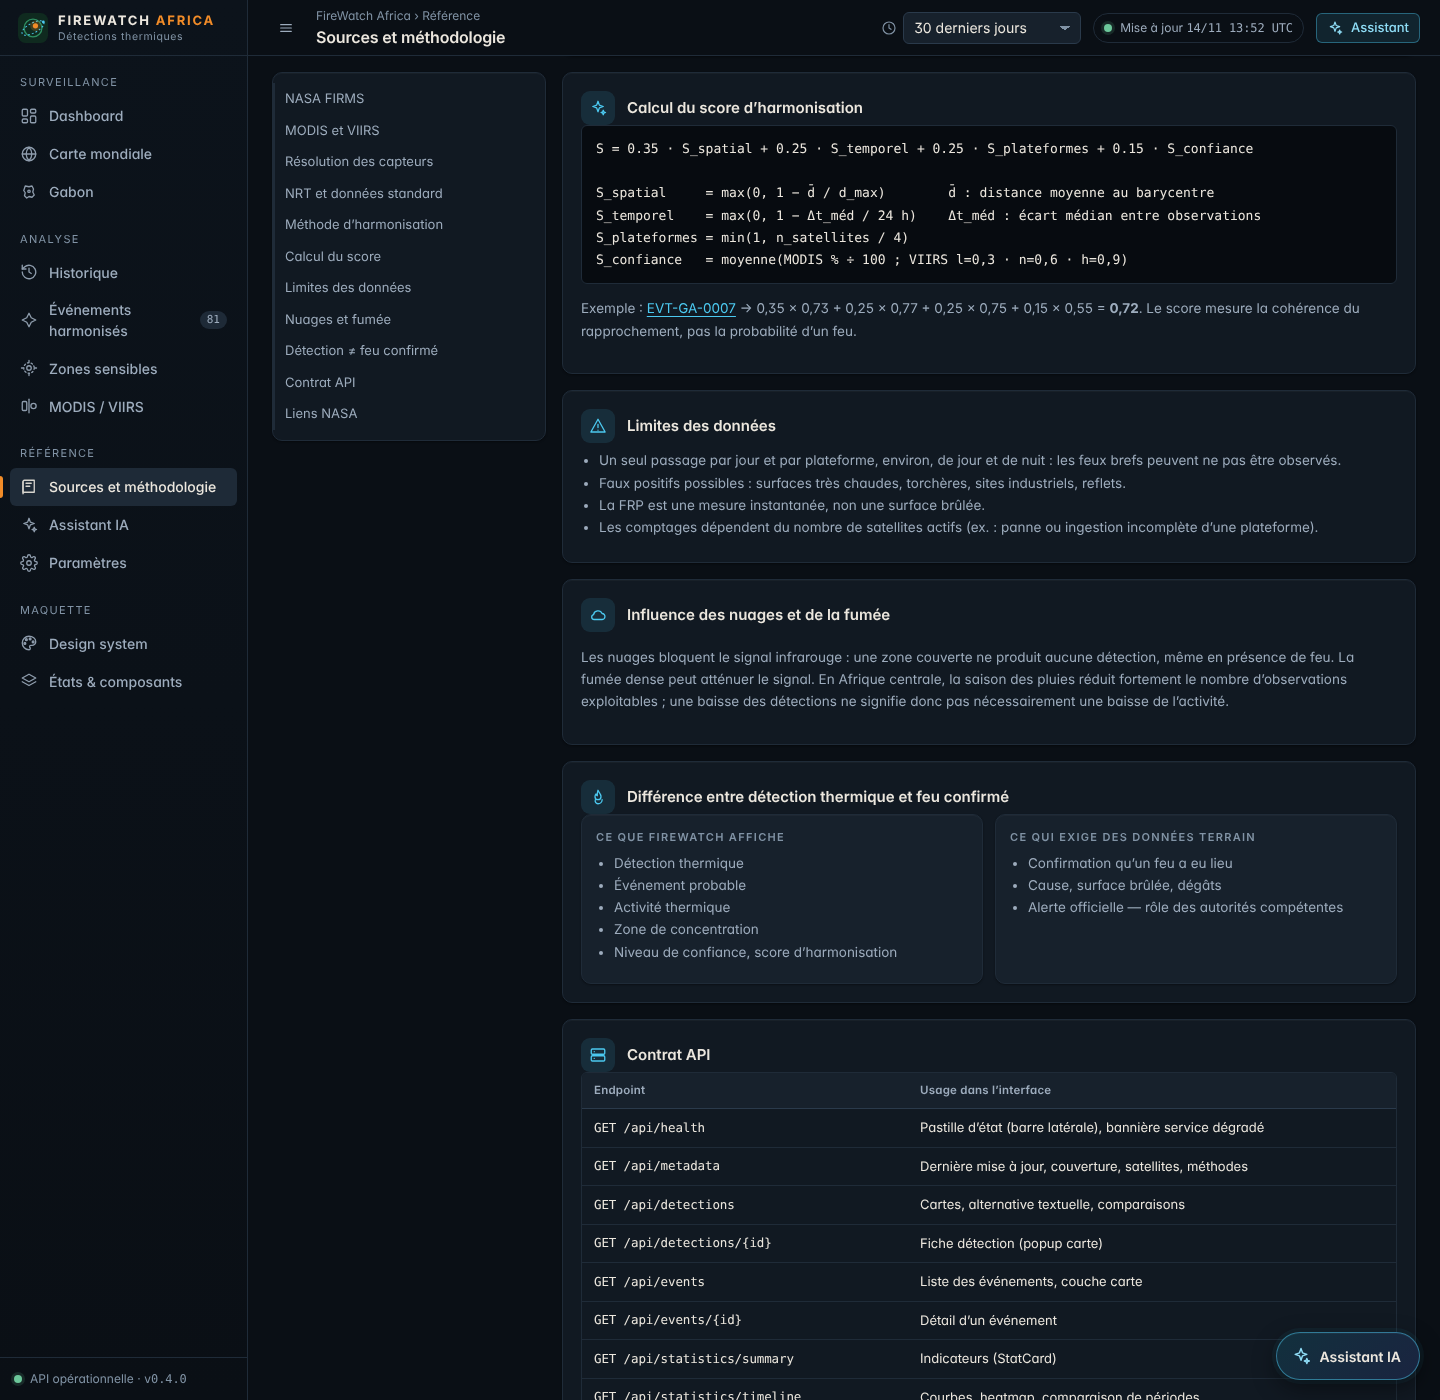 FIREWATCH AFRICA
Détections thermiques
SURVEILLANCE
Dashboard
Carte mondiale
Gabon
ANALYSE
Historique
Événements
harmonisés
81
Zones sensibles
MODIS / VIIRS
RÉFÉRENCE
Sources et méthodologie
Assistant IA
Paramètres
MAQUETTE
Design system
États & composants
API opérationnelle · v0.4.0
FireWatch Africa › Référence
Sources et méthodologie
30 derniers jours
Mise à jour 14/11 13:52 UTC
Assistant
NASA FIRMS
MODIS et VIIRS
Résolution des capteurs
NRT et données standard
Méthode d’harmonisation
Calcul du score
Limites des données
Nuages et fumée
Détection ≠ feu confirmé
Contrat API
Liens NASA
Calcul du score d’harmonisation
S = 0.35 · S_spatial + 0.25 · S_temporel + 0.25 · S_plateformes + 0.15 · S_confiance
S_spatial = max(0, 1 − d̄ / d_max) d̄ : distance moyenne au barycentre
S_temporel = max(0, 1 − Δt_méd / 24 h) Δt_méd : écart médian entre observations
S_plateformes = min(1, n_satellites / 4)
S_confiance = moyenne(MODIS % ÷ 100 ; VIIRS l=0,3 · n=0,6 · h=0,9)
Exemple : EVT-GA-0007 → 0,35 × 0,73 + 0,25 × 0,77 + 0,25 × 0,75 + 0,15 × 0,55 = 0,72. Le score mesure la cohérence du
rapprochement, pas la probabilité d’un feu.
Limites des données
• Un seul passage par jour et par plateforme, environ, de jour et de nuit : les feux brefs peuvent ne pas être observés.
• Faux positifs possibles : surfaces très chaudes, torchères, sites industriels, reflets.
• La FRP est une mesure instantanée, non une surface brûlée.
• Les comptages dépendent du nombre de satellites actifs (ex. : panne ou ingestion incomplète d’une plateforme).
Influence des nuages et de la fumée
Les nuages bloquent le signal infrarouge : une zone couverte ne produit aucune détection, même en présence de feu. La
fumée dense peut atténuer le signal. En Afrique centrale, la saison des pluies réduit fortement le nombre d’observations
exploitables ; une baisse des détections ne signifie donc pas nécessairement une baisse de l’activité.
Différence entre détection thermique et feu confirmé
CE QUE FIREWATCH AFFICHE
• Détection thermique
• Événement probable
• Activité thermique
• Zone de concentration
• Niveau de confiance, score d’harmonisation
CE QUI EXIGE DES DONNÉES TERRAIN
• Confirmation qu’un feu a eu lieu
• Cause, surface brûlée, dégâts
• Alerte officielle — rôle des autorités compétentes
Contrat API
Endpoint Usage dans l’interface
GET /api/health Pastille d’état (barre latérale), bannière service dégradé
GET /api/metadata Dernière mise à jour, couverture, satellites, méthodes
GET /api/detections Cartes, alternative textuelle, comparaisons
GET /api/detections/{id} Fiche détection (popup carte)
GET /api/events Liste des événements, couche carte
GET /api/events/{id} Détail d’un événement
GET /api/statistics/summary Indicateurs (StatCard)
GET /api/statistics/timeline Courbes, heatmap, comparaison de périodes
Assistant IA